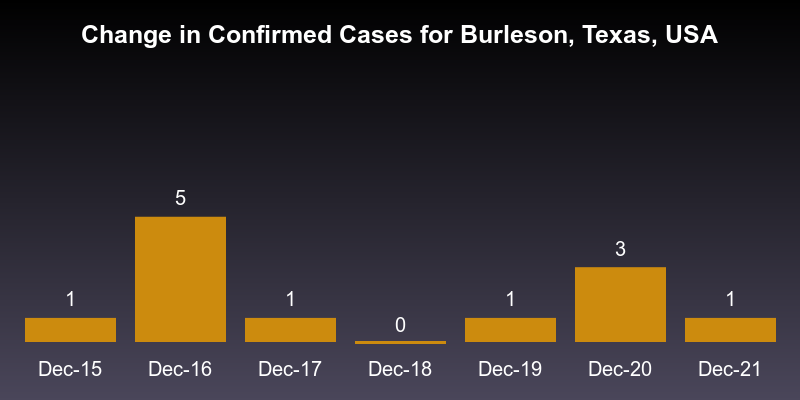 Change in Confirmed Cases for Burleson, Texas, USA
1
5
1
0
1
3
1
Dec-15
Dec-16
Dec-17
Dec-18
Dec-19
Dec-20
Dec-21